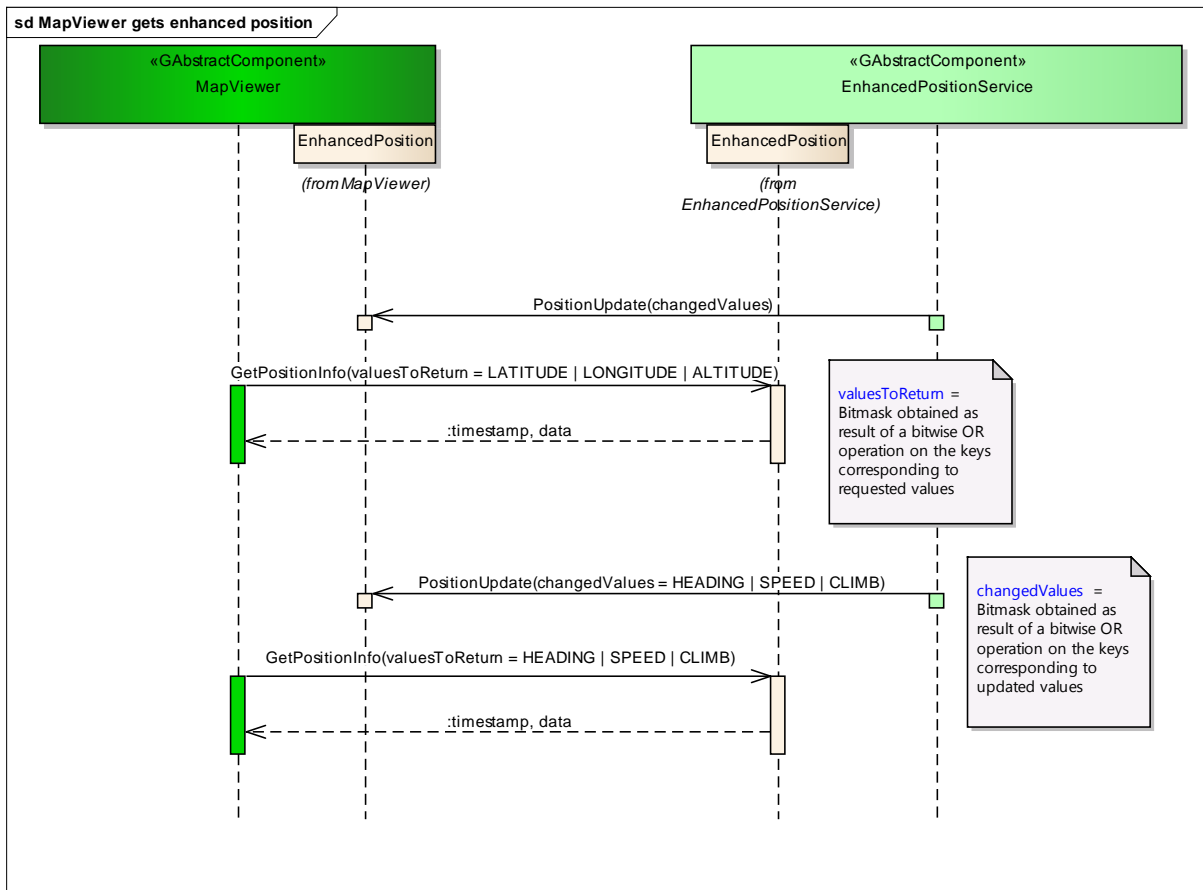 sd MapViewer gets enhanced position
«GAbstractComponent»
MapViewer
«GAbstractComponent»
EnhancedPositionService
EnhancedPosition
EnhancedPosition
(from MapViewer)
(from
EnhancedPositionService)
PositionUpdate(changedValues)
GetPositionInfo(valuesToReturn = LATITUDE | LONGITUDE | ALTITUDE)
:timestamp, data
valuesToReturn =
Bitmask obtained as
result of a bitwise OR
operation on the keys
corresponding to
requested values
PositionUpdate(changedValues = HEADING | SPEED | CLIMB)
changedValues =
Bitmask obtained as
result of a bitwise OR
operation on the keys
corresponding to
updated values
GetPositionInfo(valuesToReturn = HEADING | SPEED | CLIMB)
:timestamp, data